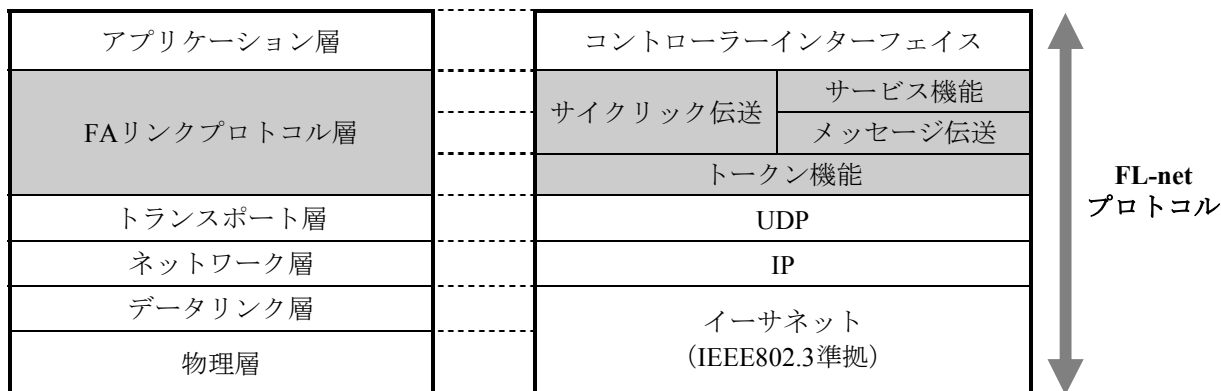 アプリケーション層
FAリンクプロトコル層
トランスポート層
ネットワーク層
データリンク層
物理層
コントローラーインターフェイス
サイクリック伝送
サービス機能
メッセージ伝送
トークン機能
UDP
IP
イーサネット
（IEEE802.3準拠）
FL-net
プロトコル